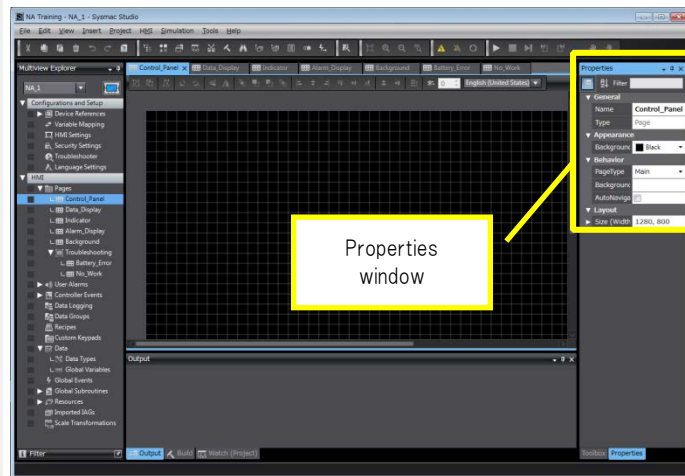 NA Training - NA_1 - Sysmac Studio
File Edit View Insert Project HMI Simulation Tools Help
Multiview Explorer
NA_1
Configurations and Setup
Device References
Variable Mapping
HMI Settings
Security Settings
Troubleshooter
Language Settings
HMI
Pages
Control_Panel
Data_Display
Indicator
Alarm_Display
Background
Troubleshooting
Battery_Error
No_Work
User Alarms
Controller Events
Data Logging
Data Groups
Recipes
Custom Keypads
Data
Data Types
Global Variables
Global Events
Global Subroutines
Resources
Imported IAGs
Scale Transformations
Filter
Control_Panel Data_Display Indicator Alarm_Display Background Battery_Error No_Work
0 English (United States)
Properties
window
Output
Output Build Watch (Project)
Properties
Filter
General
Name Control_Panel
Type Page
Appearance
Background Black
Behavior
PageType Main
Background
AutoNaviga
Layout
Size (Width 1280, 800
Toolbox Properties